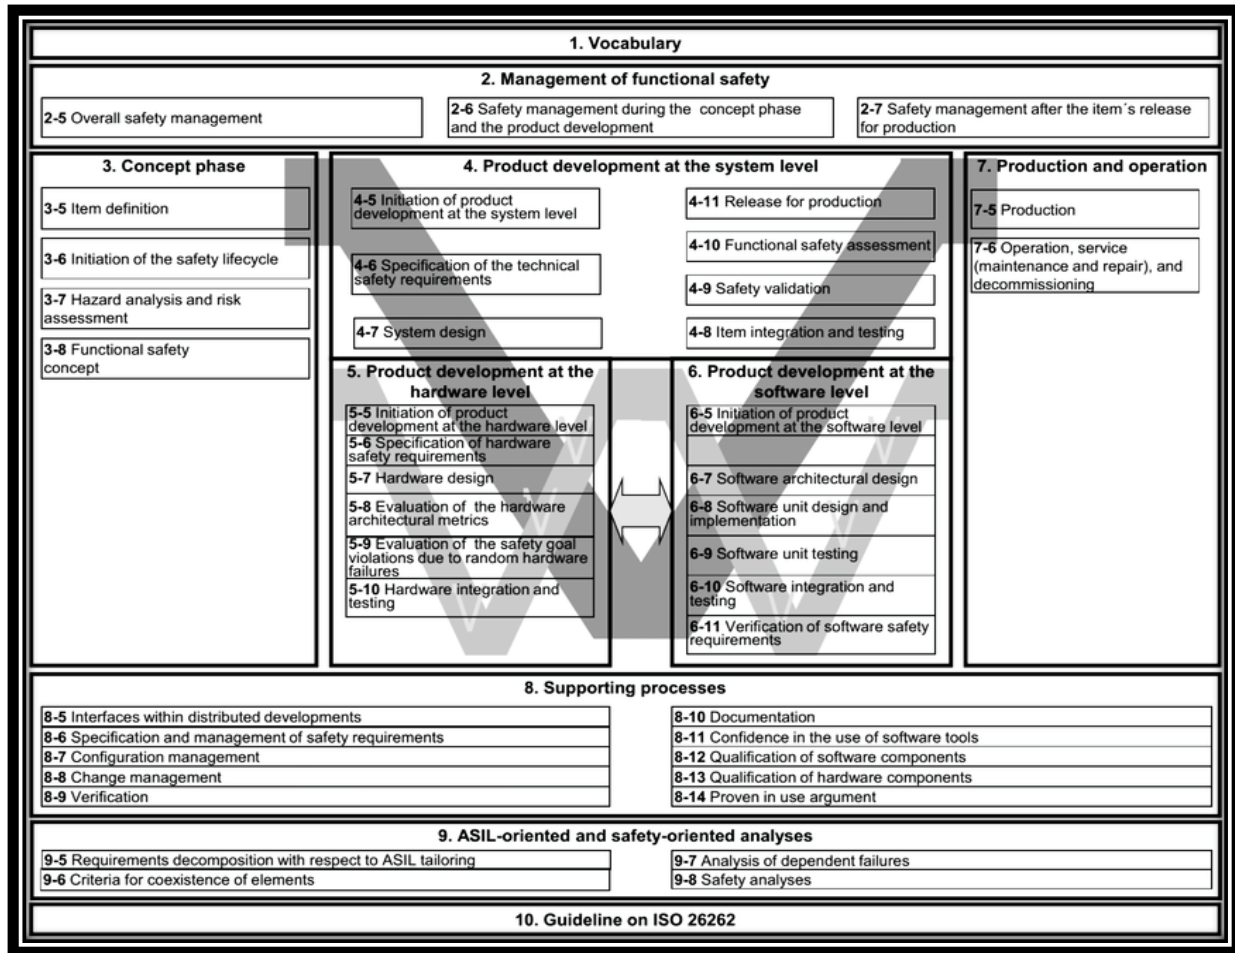 1. Vocabulary
2. Management of functional safety
2-5 Overall safety management
2-6 Safety management during the concept phase
and the product development
2-7 Safety management after the item´s release
for production
3. Concept phase
3-5 Item definition
3-6 Initiation of the safety lifecycle
3-7 Hazard analysis and risk
assessment
3-8 Functional safety
concept
4. Product development at the system level
4-5 Initiation of product
development at the system level
4-6 Specification of the technical
safety requirements
4-7 System design
4-11 Release for production
4-10 Functional safety assessment
4-9 Safety validation
4-8 Item integration and testing
7. Production and operation
7-5 Production
7-6 Operation, service
(maintenance and repair), and
decommissioning
5. Product development at the
hardware level
5-5 Initiation of product
development at the hardware level
5-6 Specification of hardware
safety requirements
5-7 Hardware design
5-8 Evaluation of the hardware
architectural metrics
5-9 Evaluation of the safety goal
violations due to random hardware
failures
5-10 Hardware integration and
testing
6. Product development at the
software level
6-5 Initiation of product
development at the software level
6-7 Software architectural design
6-8 Software unit design and
implementation
6-9 Software unit testing
6-10 Software integration and
testing
6-11 Verification of software safety
requirements
8. Supporting processes
8-5 Interfaces within distributed developments
8-6 Specification and management of safety requirements
8-7 Configuration management
8-8 Change management
8-9 Verification
8-10 Documentation
8-11 Confidence in the use of software tools
8-12 Qualification of software components
8-13 Qualification of hardware components
8-14 Proven in use argument
9. ASIL-oriented and safety-oriented analyses
9-5 Requirements decomposition with respect to ASIL tailoring
9-6 Criteria for coexistence of elements
9-7 Analysis of dependent failures
9-8 Safety analyses
10. Guideline on ISO 26262